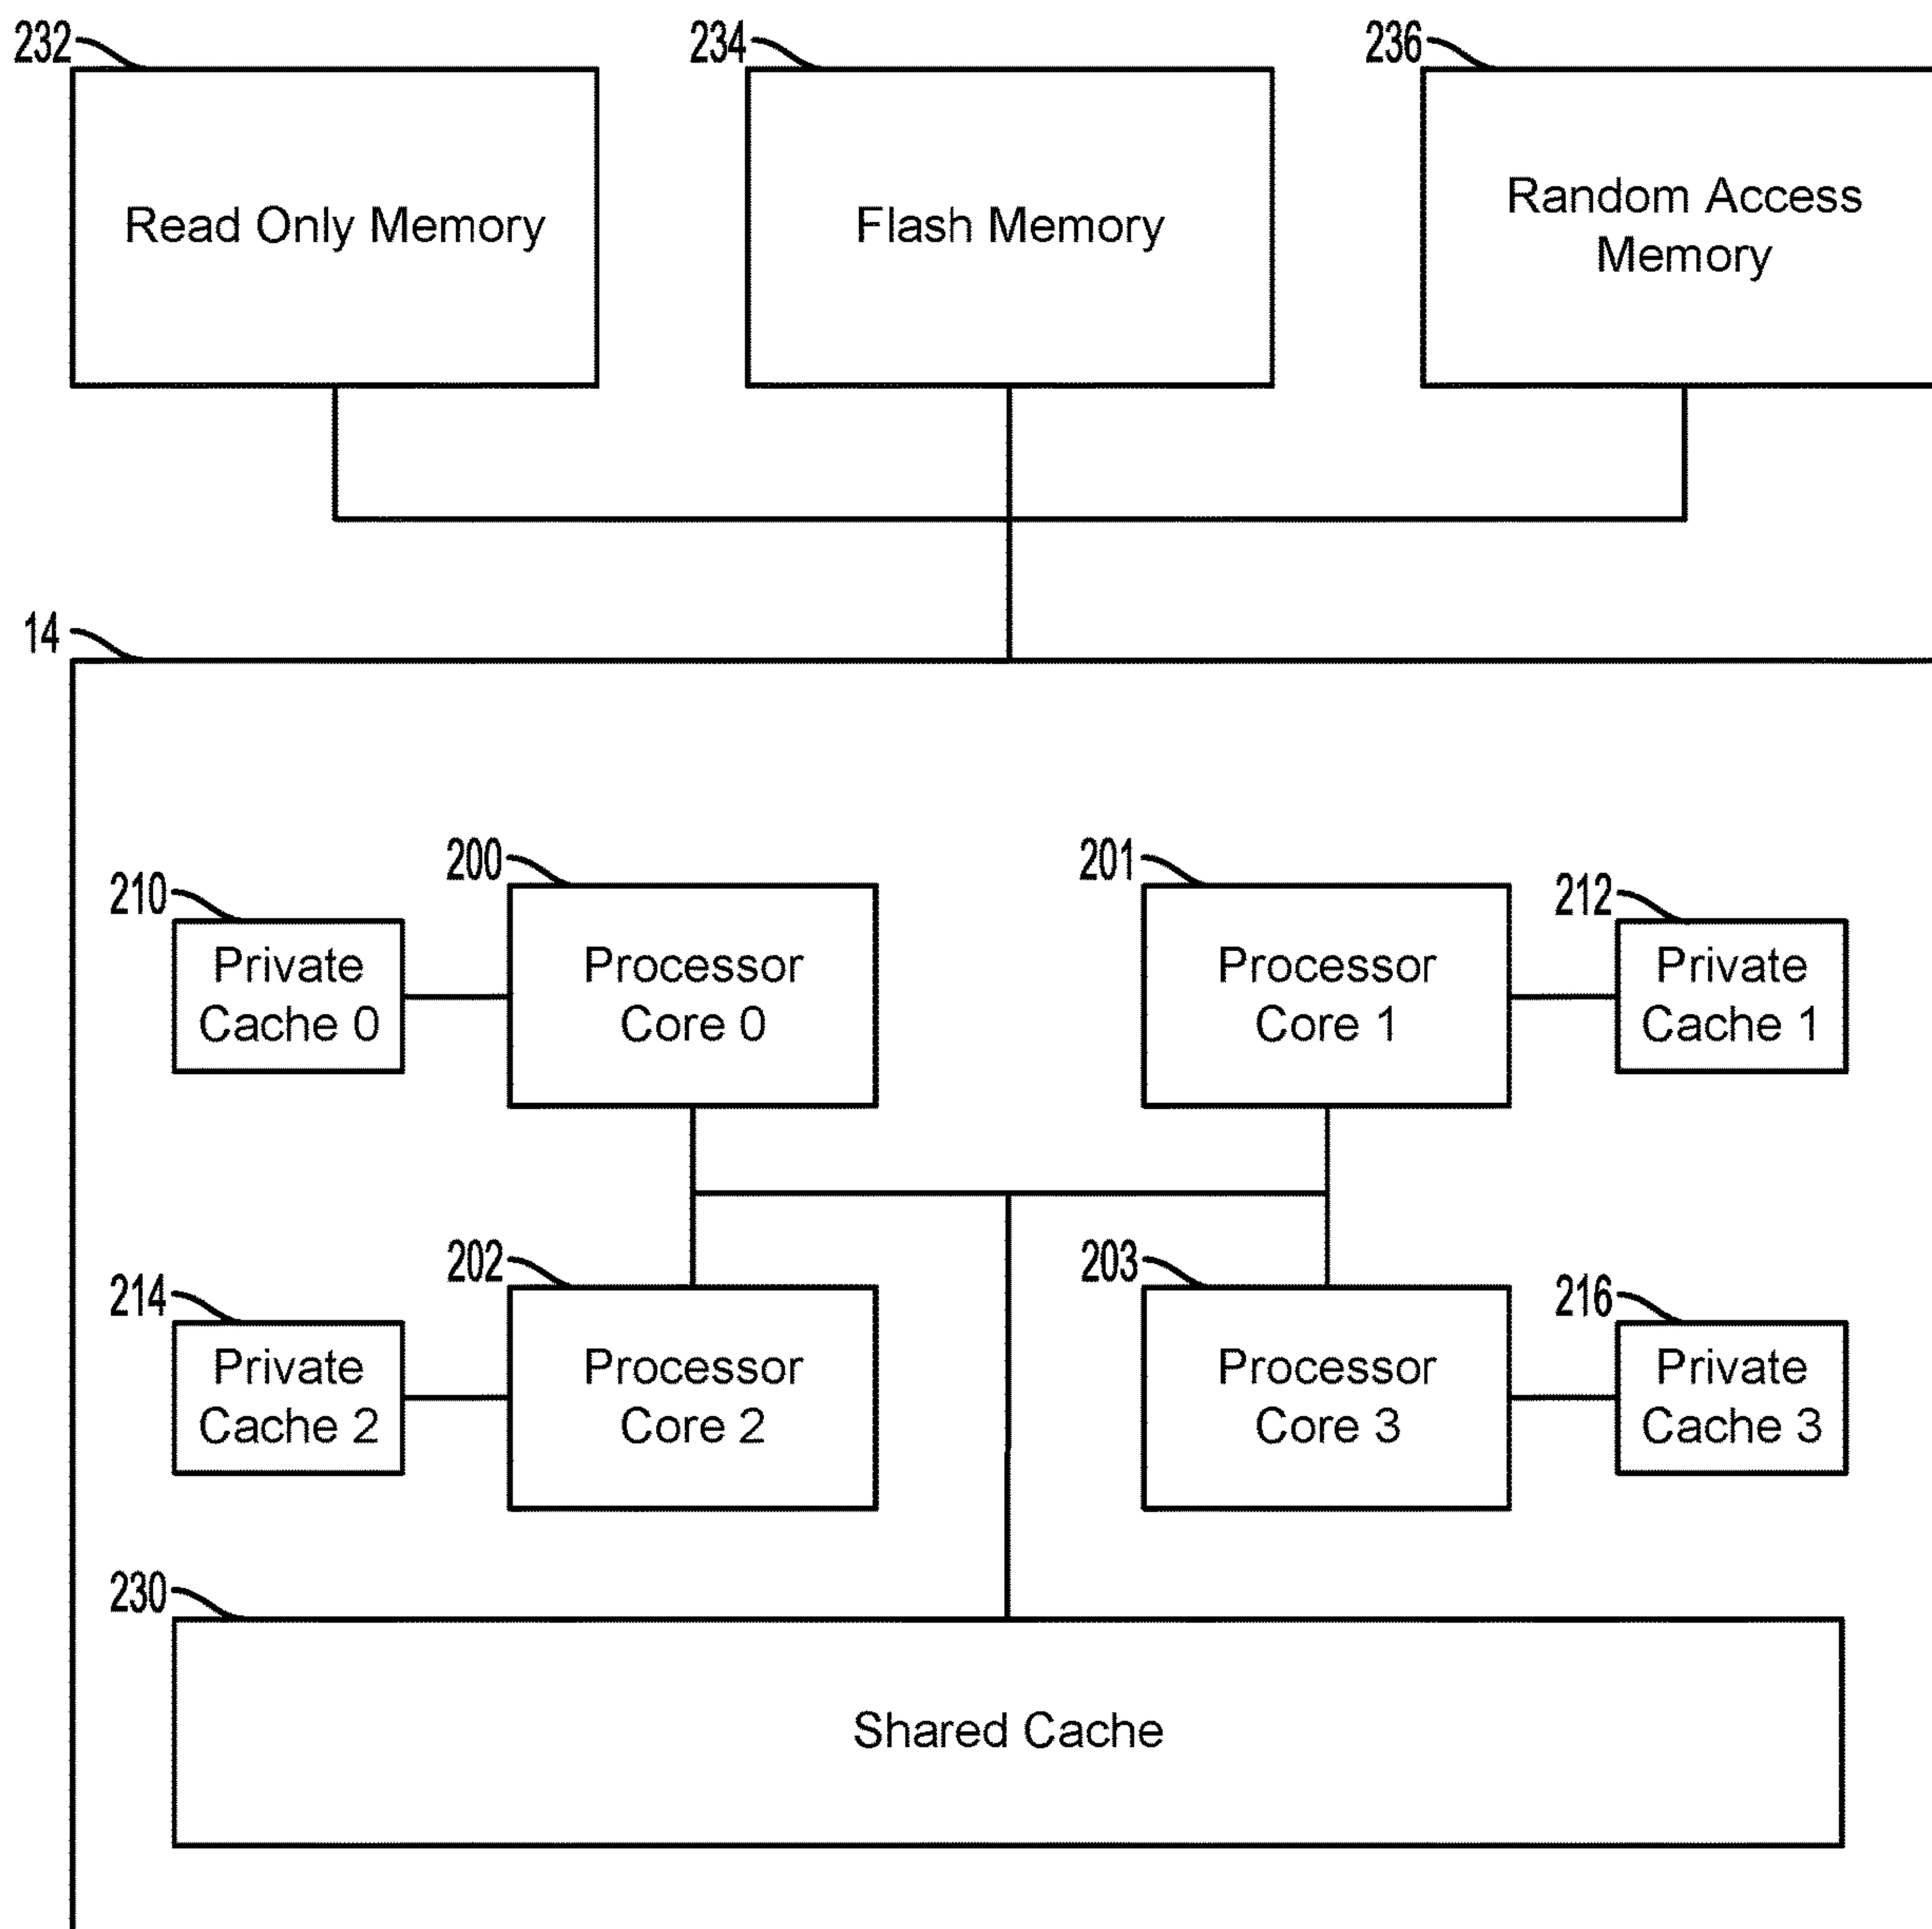 232
234
236
Read Only Memory
Flash Memory
Random Access
Memory
14
200
201
210
212
Private
Cache 0
Processor
Core 0
Processor
Core 1
Private
Cache 1
202
203
214
216
Private
Cache 2
Processor
Core 2
Processor
Core 3
Private
Cache 3
230
Shared Cache